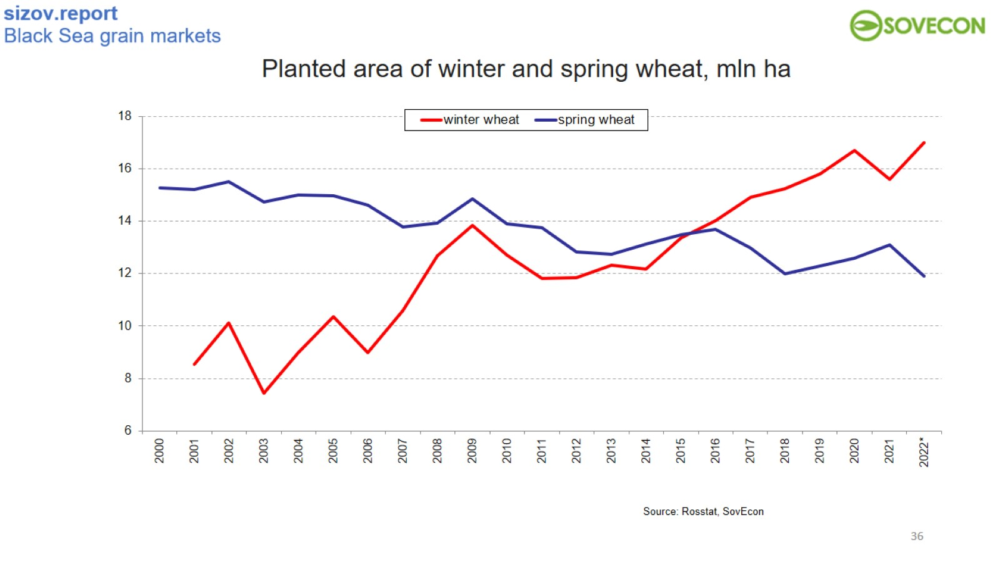 sizov.report
Black Sea grain markets
SOVECON
Planted area of winter and spring wheat, mln ha
winter wheat spring wheat
18
16
14
12
10
8
6
2000 2001 2002 2003 2004 2005 2006 2007 2008 2009 2010 2011 2012 2013 2014 2015 2016 2017 2018 2019 2020 2021 2022*
Source: Rosstat, SovEcon
36